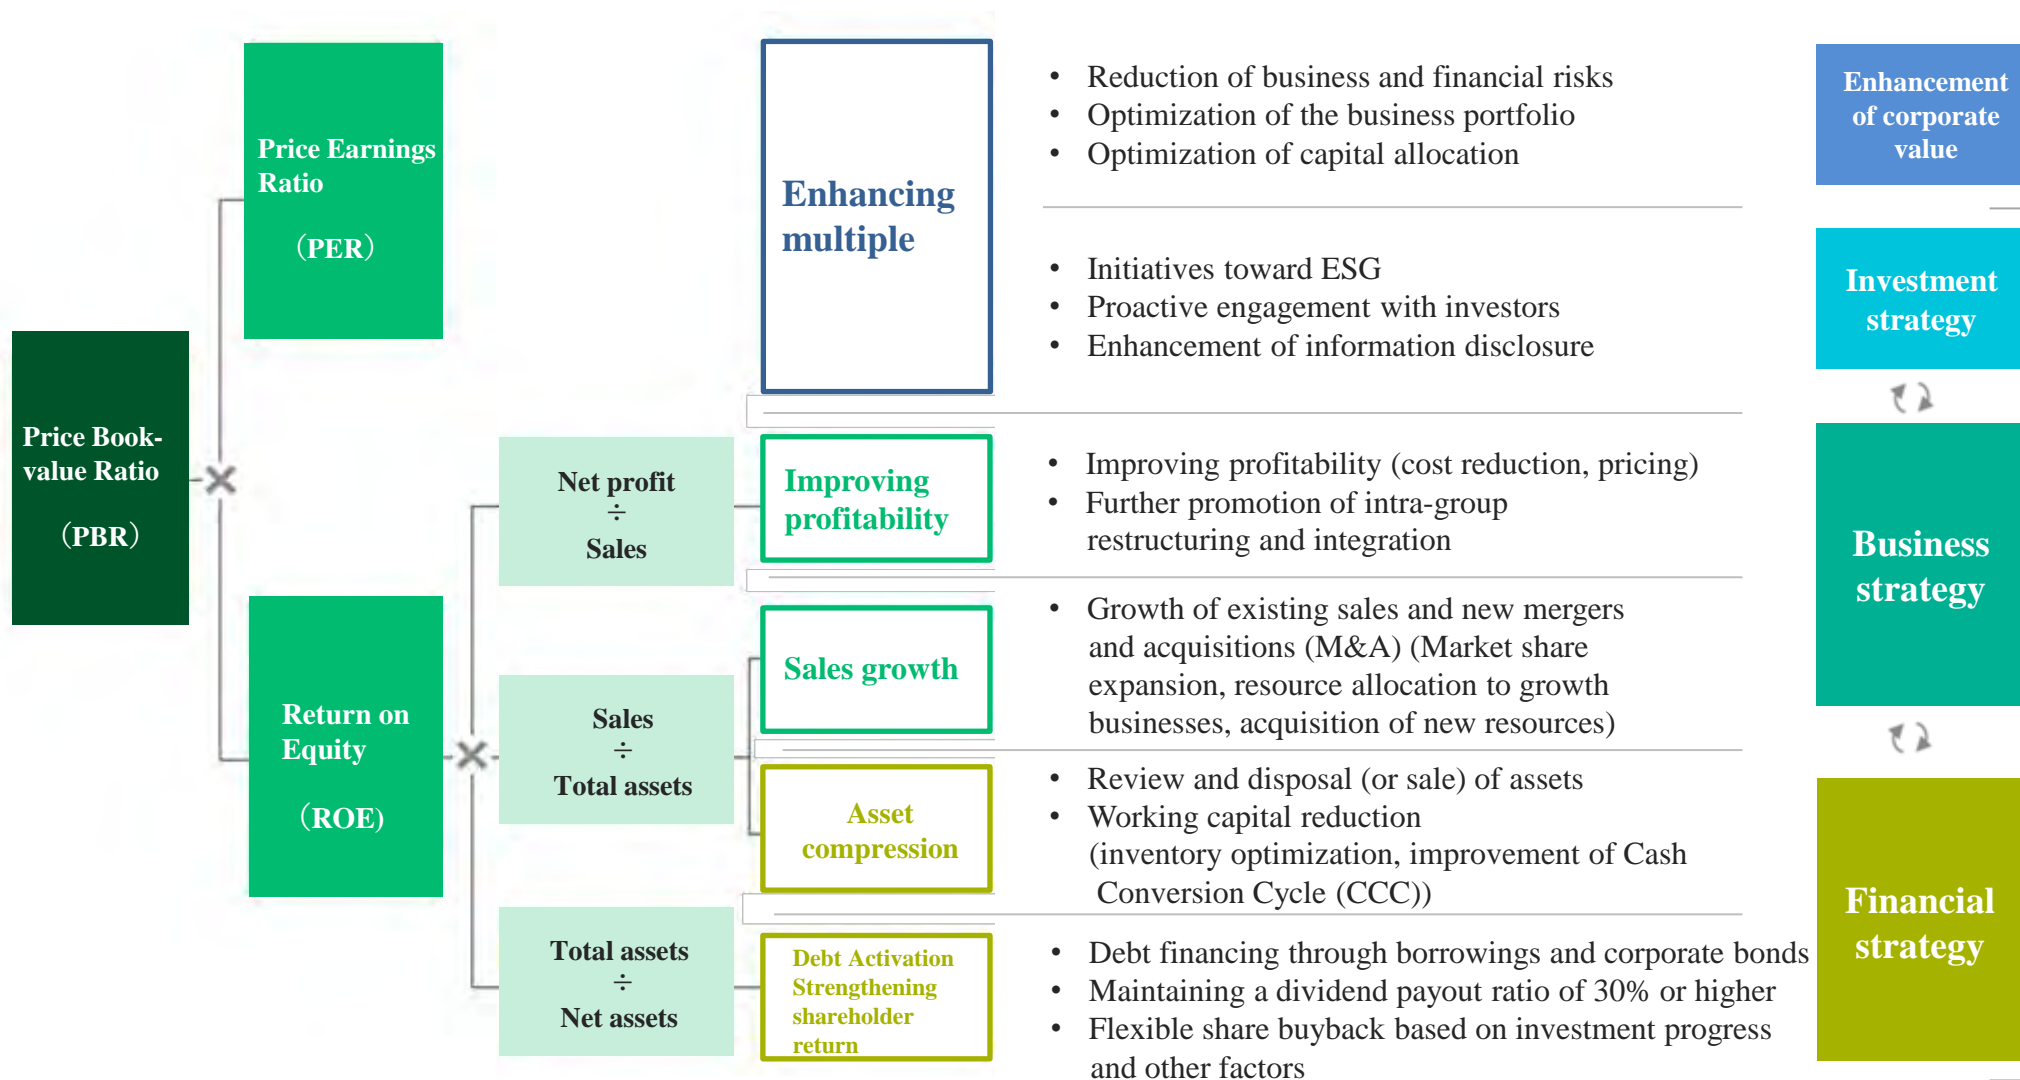 Price Book-
value Ratio
（PBR）
Price Earnings
Ratio
（PER）
Return on
Equity
（ROE)
Net profit
÷
Sales
Sales
÷
Total assets
Total assets
÷
Net assets
Enhancing
multiple
• Reduction of business and financial risks
• Optimization of the business portfolio
• Optimization of capital allocation
• Initiatives toward ESG
• Proactive engagement with investors
• Enhancement of information disclosure
Improving
profitability
• Improving profitability (cost reduction, pricing)
• Further promotion of intra-group
restructuring and integration
Sales growth
• Growth of existing sales and new mergers
and acquisitions (M&A) (Market share
expansion, resource allocation to growth
businesses, acquisition of new resources)
Asset
compression
• Review and disposal (or sale) of assets
• Working capital reduction
(inventory optimization, improvement of Cash
Conversion Cycle (CCC))
Debt Activation
Strengthening
shareholder
return
• Debt financing through borrowings and corporate bonds
• Maintaining a dividend payout ratio of 30% or higher
• Flexible share buyback based on investment progress
and other factors
Enhancement
of corporate
value
Investment
strategy
Business
strategy
Financial
strategy